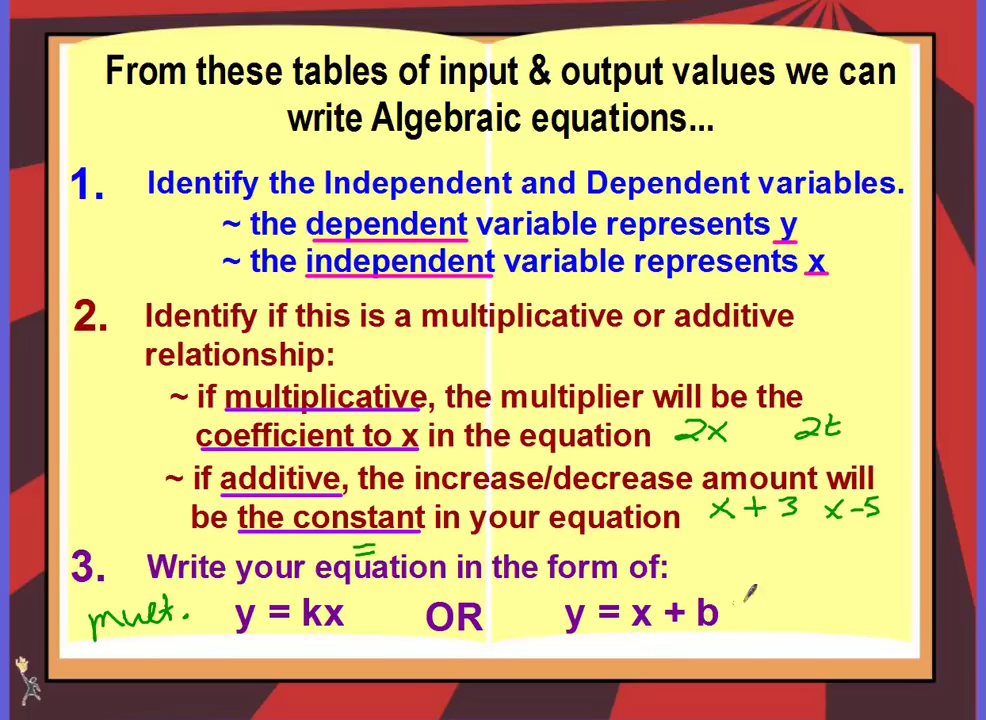 From these tables of input & output values we can
write Algebraic equations...
1. Identify the Independent and Dependent variables.
~ the dependent variable represents y
~ the independent variable represents x
2. Identify if this is a multiplicative or additive
relationship:
~ if multiplicative, the multiplier will be the
coefficient to x in the equation 2x 2t
~ if additive, the increase/decrease amount will
be the constant in your equation x + 3 x - 5
=
3. Write your equation in the form of:
mult. y = kx OR y = x + b